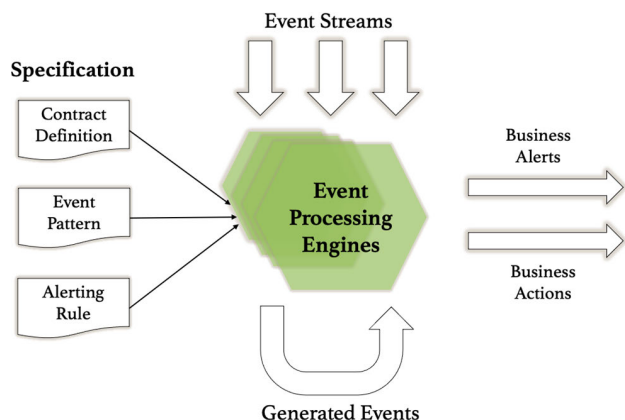 Event Streams
Specification
Contract
Definition
Event
Pattern
Alerting
Rule
Event
Processing
Engines
Business
Alerts
Business
Actions
Generated Events